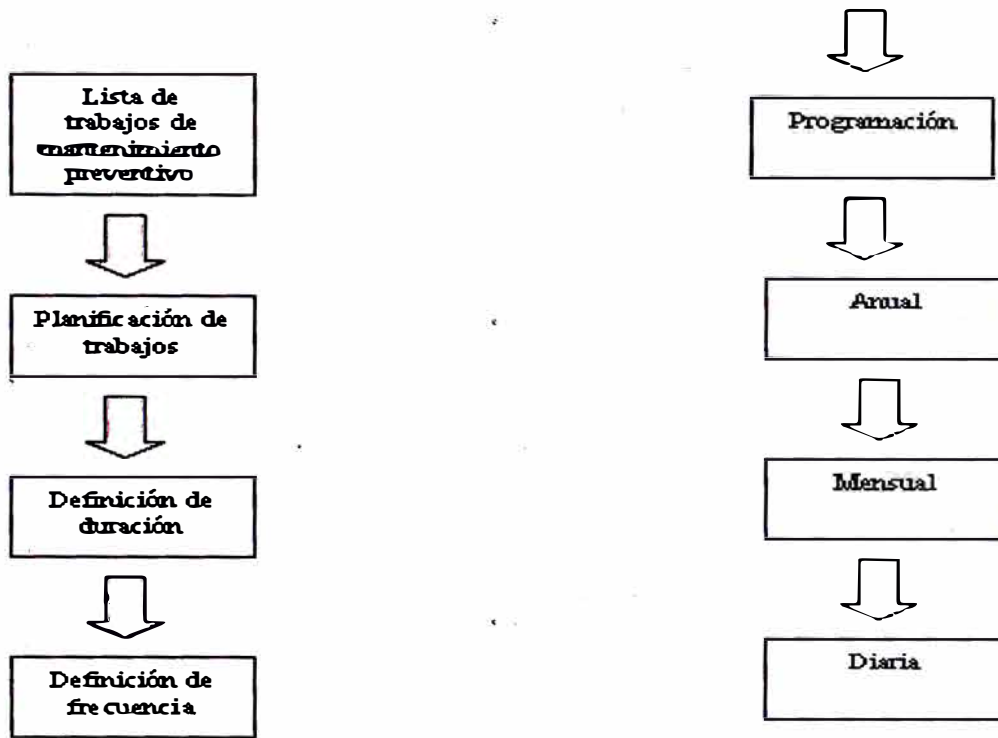 Lista de
trabajos de
mantenimiento
preventivo
Planificación de
trabajos
Definición de
duración
Definición de
frecuencia
Programación
Anual
Mensual
Diaria